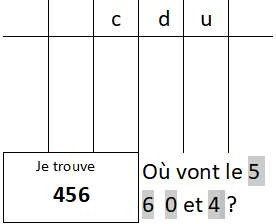 c d u
Je trouve
456
Où vont le 5
6 0 et 4 ?